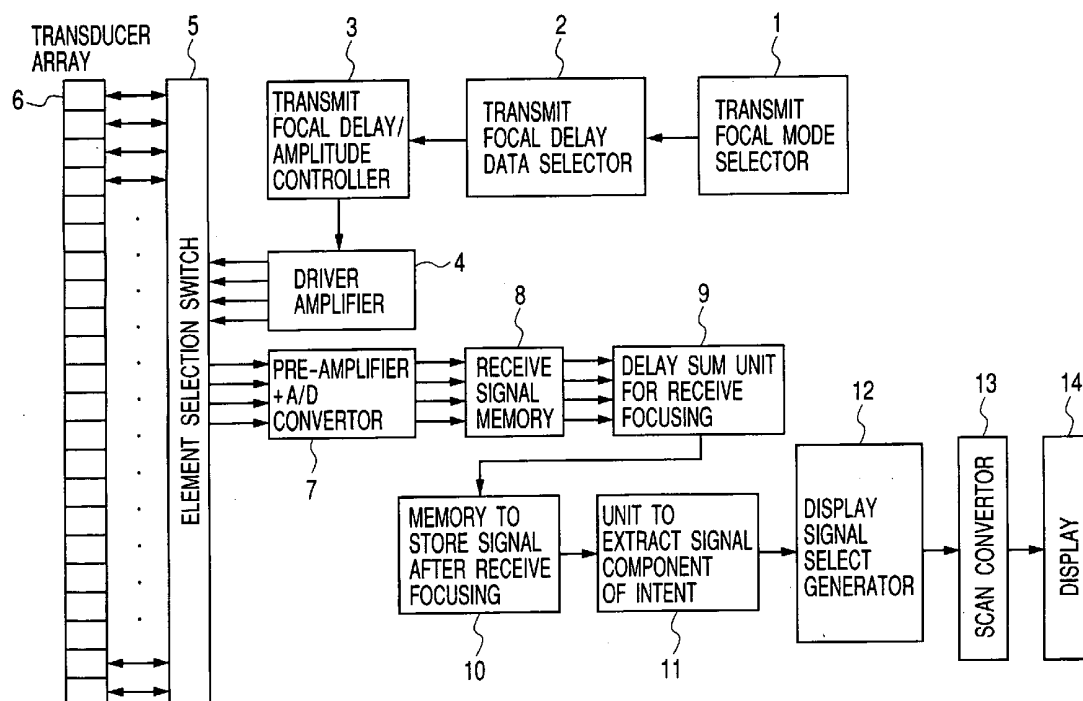 TRANSDUCER
ARRAY
6
5
ELEMENT SELECTION SWITCH
3
TRANSMIT
FOCAL DELAY/
AMPLITUDE
CONTROLLER
2
TRANSMIT
FOCAL DELAY
DATA SELECTOR
1
TRANSMIT
FOCAL MODE
SELECTOR
DRIVER
AMPLIFIER
4
PRE-AMPLIFIER
+A/D
CONVERTOR
7
8
RECEIVE
SIGNAL
MEMORY
9
DELAY SUM UNIT
FOR RECEIVE
FOCUSING
MEMORY TO
STORE SIGNAL
AFTER RECEIVE
FOCUSING
10
UNIT TO
EXTRACT SIGNAL
COMPONENT
OF INTENT
11
12
DISPLAY
SIGNAL
SELECT
GENERATOR
13
SCAN CONVERTOR
14
DISPLAY